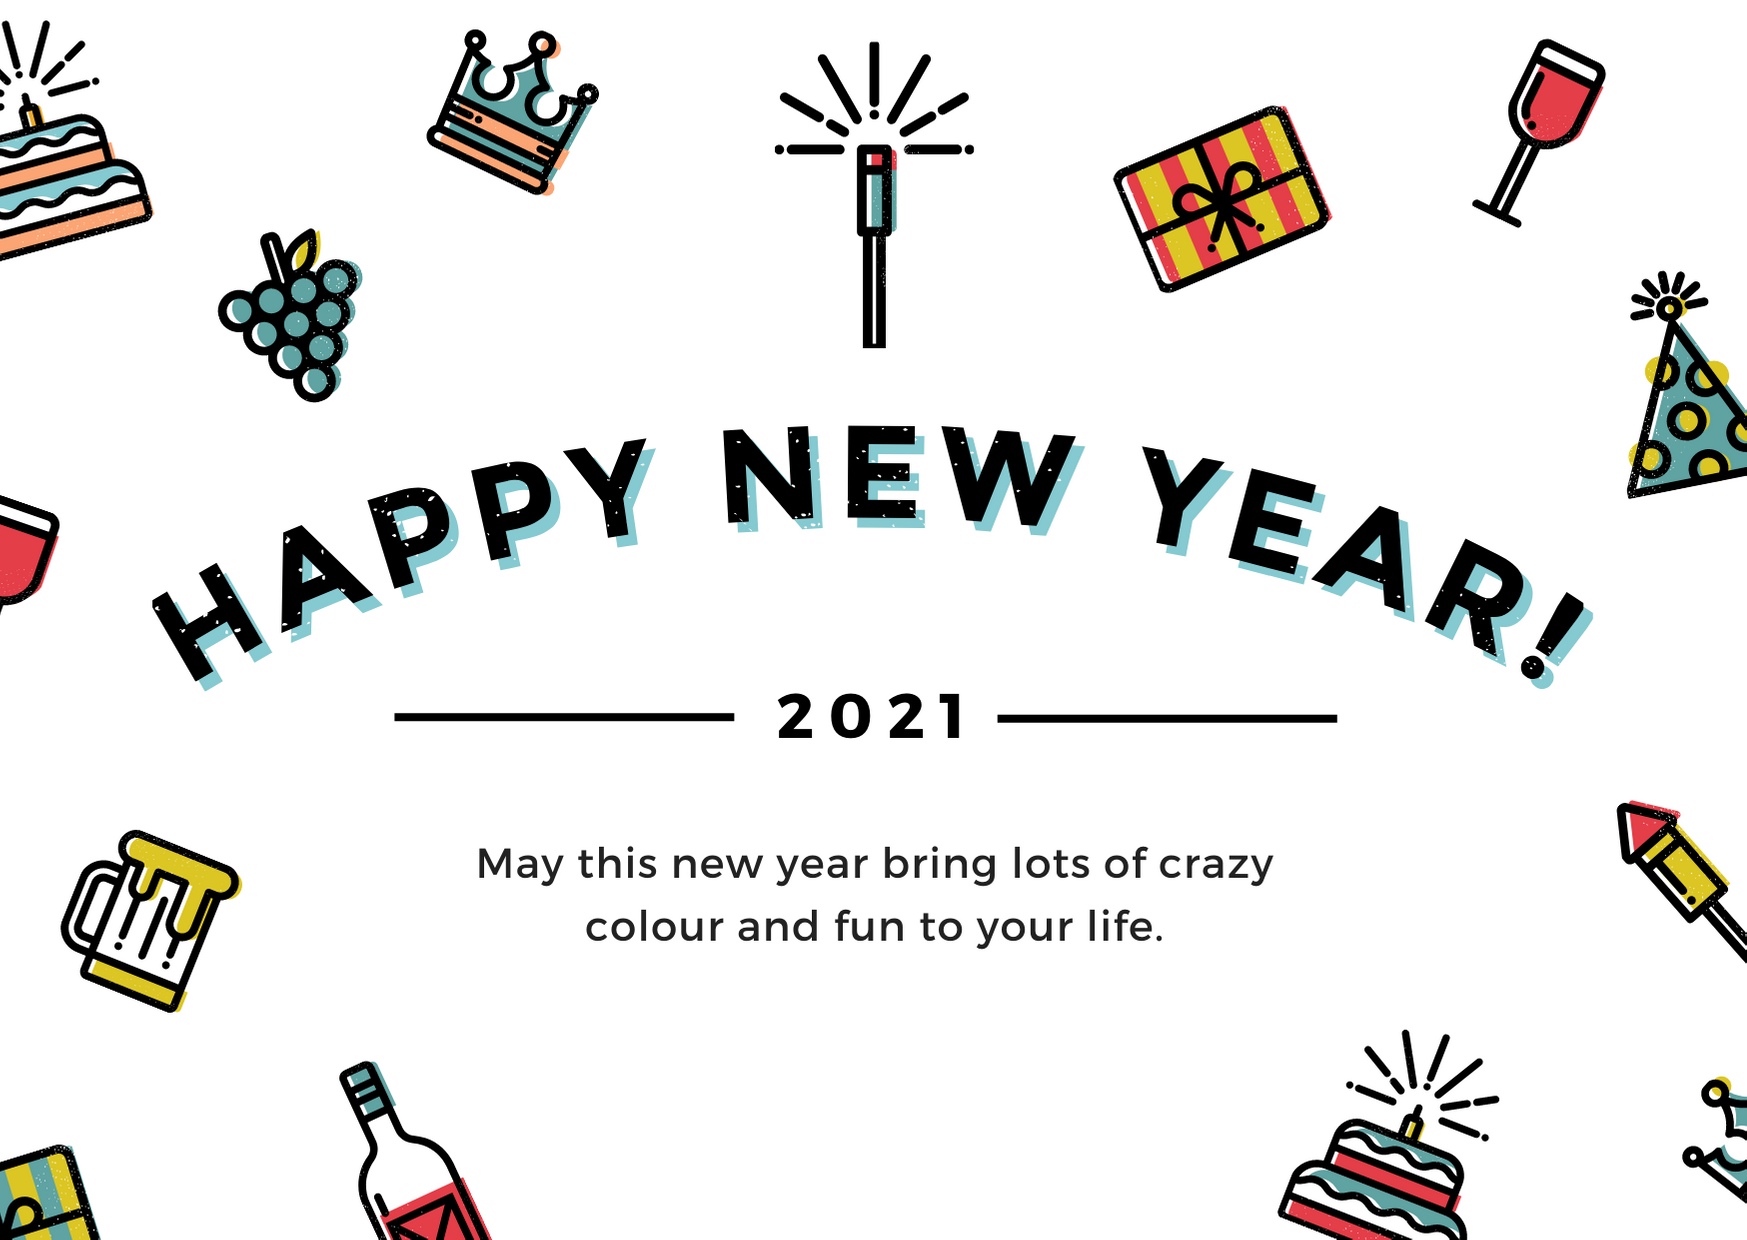 HAPPY NEW YEAR!
2021
May this new year bring lots of crazy
colour and fun to your life.